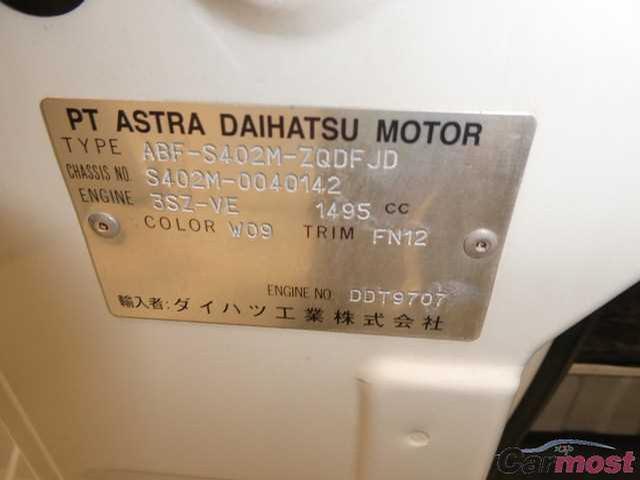 PT ASTRA DAIHATSU MOTOR
TYPE ABF-S402M-ZQDFJD
CHASSIS NO. S402M-0040142
ENGINE 3SZ-VE 1495 CC
COLOR W09 TRIM FN12
ENGINE NO. DDT9707
輸入者:ダイハツ工業株式会社
Carmost